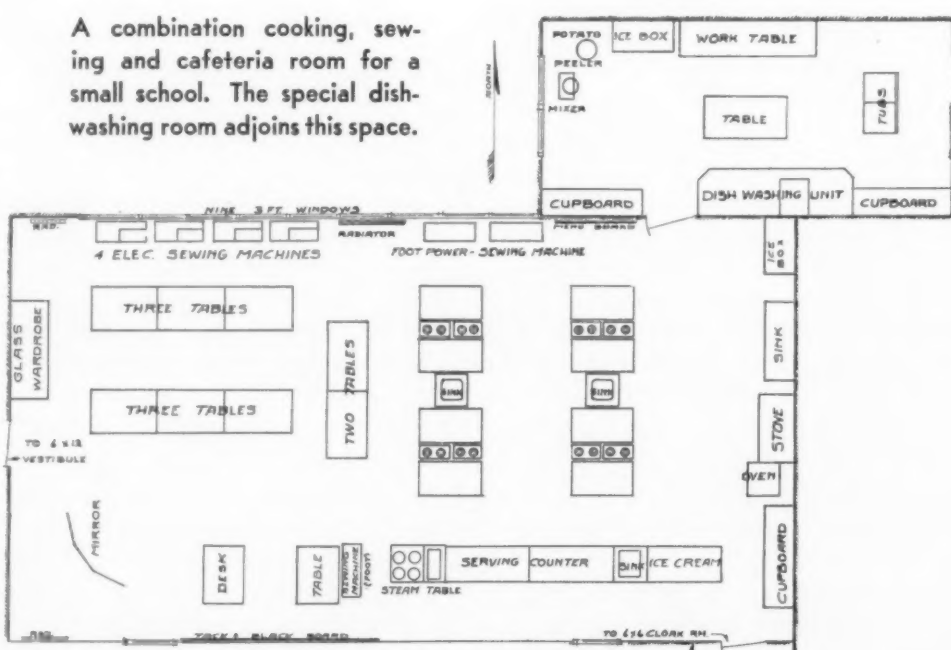 A combination cooking, sew-
ing and cafeteria room for a
small school. The special dish-
washing room adjoins this space.
NORTH
POTATO
PEELER
ICE BOX
WORK TABLE
MIXER
TABLE
TUBS
CUPBOARD
DISH WASHING UNIT
CUPBOARD
NINE 3 FT. WINDOWS
RAD.
RADIATOR
MENU BOARD
4 ELEC. SEWING MACHINES
FOOT POWER - SEWING MACHINE
ICE
BOX
GLASS
WARDROBE
THREE TABLES
TWO TABLES
SINK
SINK
SINK
THREE TABLES
STOVE
OVEN
TO 6 X 12
VESTIBULE
MIRROR
DESK
TABLE
SEWING
MACHINE
(FOOT
STEAM TABLE
SERVING COUNTER
SINK
ICE CREAM
CUPBOARD
RAD
TACK & BLACK BOARD
TO 6X6 CLOAK RM.